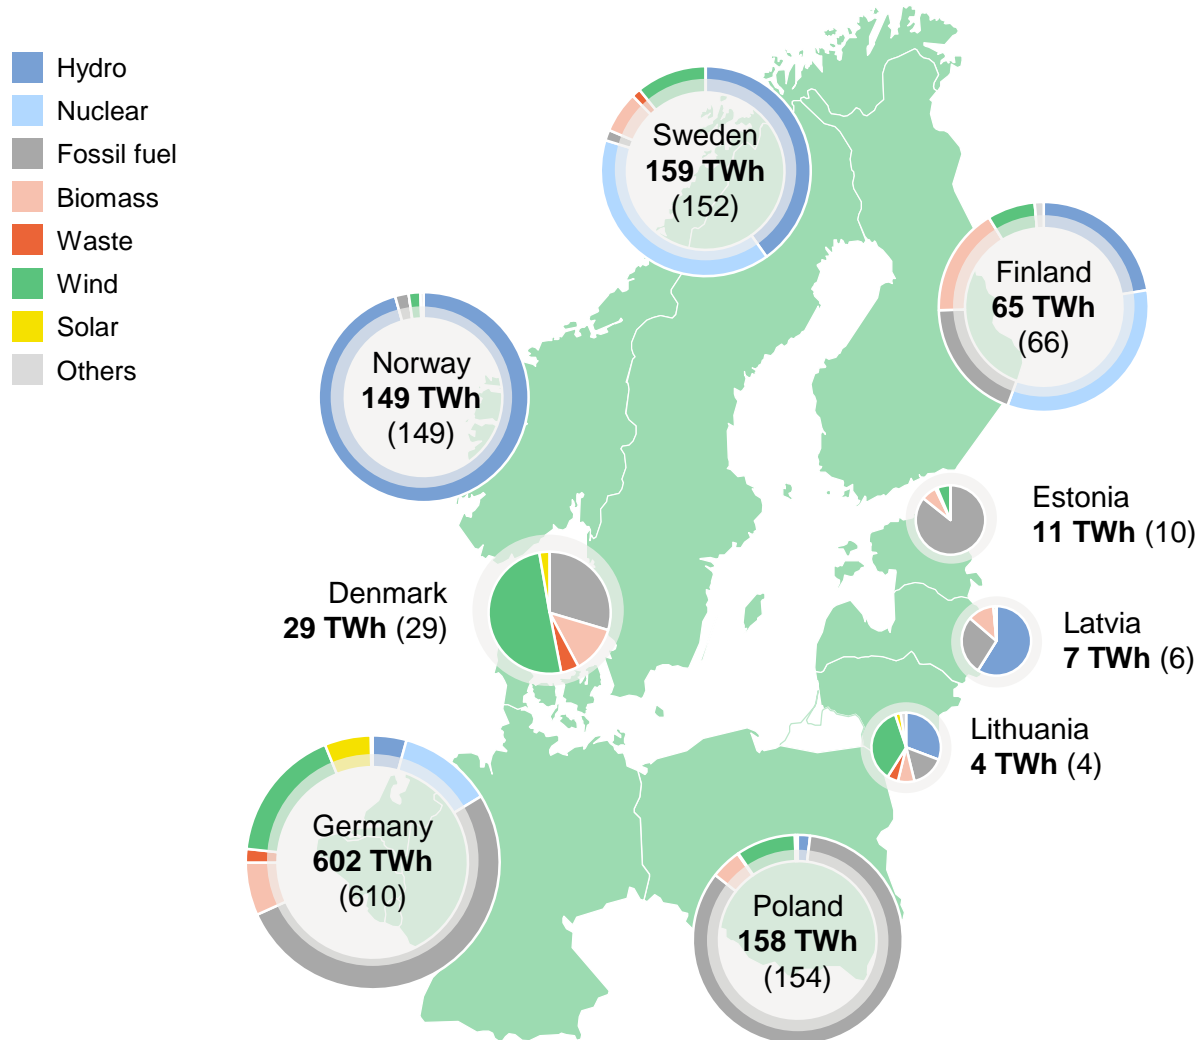 Hydro
Nuclear
Fossil fuel
Biomass
Waste
Wind
Solar
Others
Sweden
159 TWh
(152)
Finland
65 TWh
(66)
Norway
149 TWh
(149)
Estonia
11 TWh (10)
Denmark
29 TWh (29)
Latvia
7 TWh (6)
Lithuania
4 TWh (4)
Germany
602 TWh
(610)
Poland
158 TWh
(154)